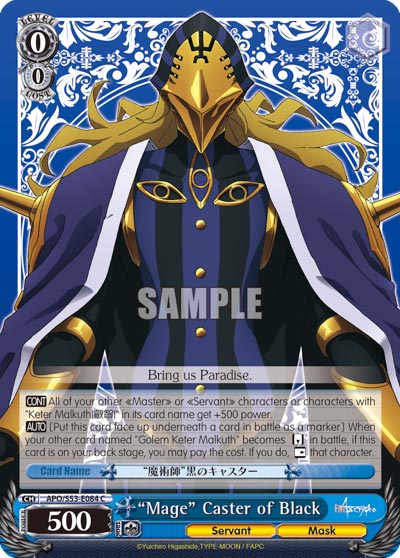 LEVEL
0
0
COST
SAMPLE
Bring us Paradise.
CONT All of your other «Master» or «Servant» characters or characters with
"Keter Malkuth[叡智]" in its card name get +500 power.
AUTO [Put this card face up underneath a card in battle as a marker] When
your other card named "Golem Keter Malkuth" becomes , if this
card is on your back stage, you may pay the cost. If you do, that
character.
Card Name
"魔術師"黒のキャスター
CH APO/S53-E084 C
500
"Mage" Caster of Black
Servant
Mask
©Yuichiro Higashide,TYPE-MOON / FAPC